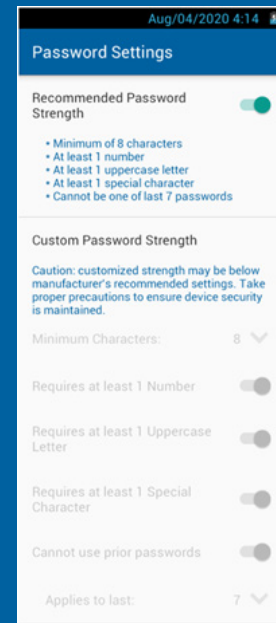 Aug/04/2020 4:14
Password Settings
Recommended Password
Strength
• Minimum of 8 characters
• At least 1 number
• At least 1 uppercase letter
• At least 1 special character
• Cannot be one of last 7 passwords
Custom Password Strength
Caution: customized strength may be below
manufacturer's recommended settings. Take
proper precautions to ensure device security
is maintained.
Minimum Characters: 8
Requires at least 1 Number
Requires at least 1 Uppercase
Letter
Requires at least 1 Special
Character
Cannot use prior passwords
Applies to last: 7